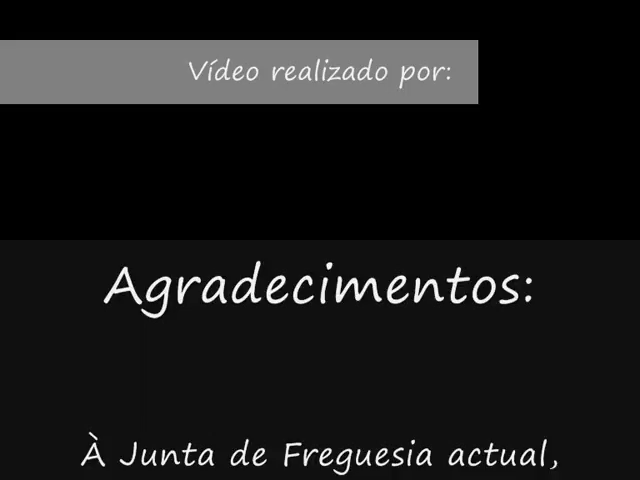 Vídeo realizado por:
Agradecimentos:
À Junta de Freguesia actual,